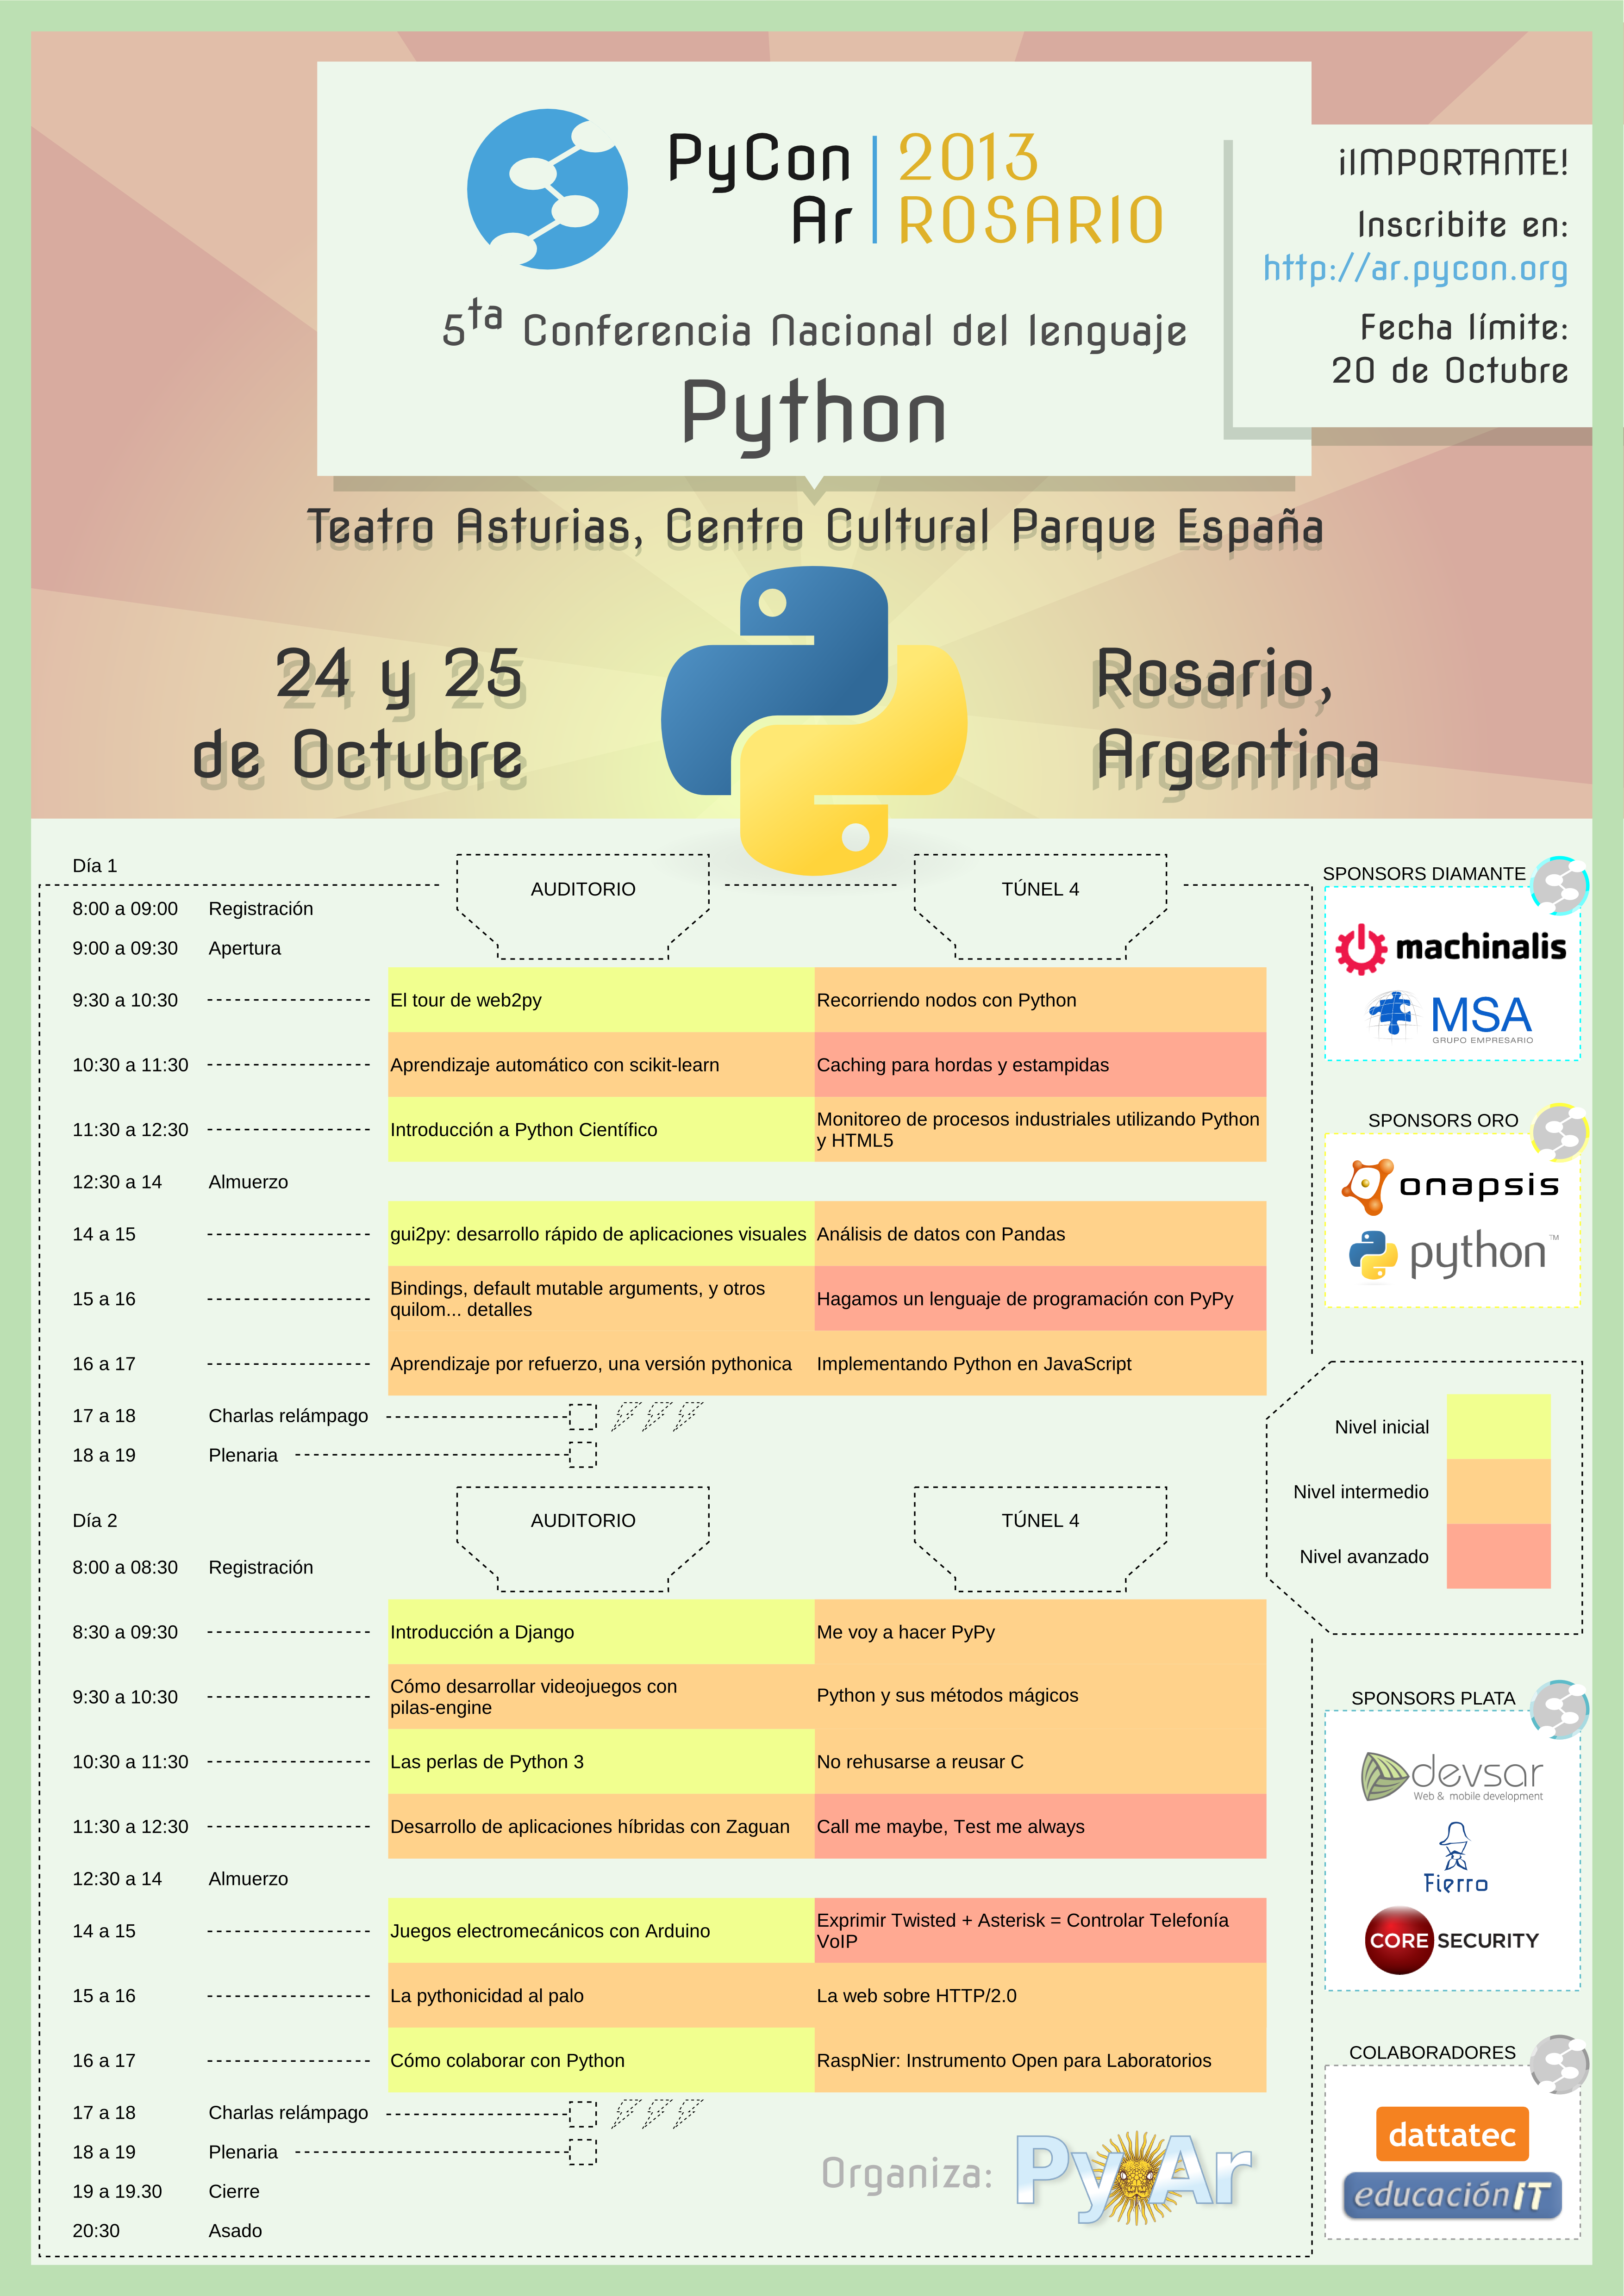 PyCon
Ar
2013
ROSARIO
5ta Conferencia Nacional del lenguaje
Python
¡IMPORTANTE!
Inscribite en:
http://ar.pycon.org
Fecha límite:
20 de Octubre
Teatro Asturias, Centro Cultural Parque España
24 y 25
de Octubre
Rosario,
Argentina
Día 1
AUDITORIO
TÚNEL 4
8:00 a 09:00 Registración
9:00 a 09:30 Apertura
9:30 a 10:30 El tour de web2py Recorriendo nodos con Python
10:30 a 11:30 Aprendizaje automático con scikit-learn Caching para hordas y estampidas
11:30 a 12:30 Introducción a Python Científico Monitoreo de procesos industriales utilizando Python
y HTML5
12:30 a 14 Almuerzo
14 a 15 gui2py: desarrollo rápido de aplicaciones visuales Análisis de datos con Pandas
15 a 16 Bindings, default mutable arguments, y otros
quilom... detalles
Hagamos un lenguaje de programación con PyPy
16 a 17 Aprendizaje por refuerzo, una versión pythonica Implementando Python en JavaScript
17 a 18 Charlas relámpago
18 a 19 Plenaria
Día 2
AUDITORIO
TÚNEL 4
8:00 a 08:30 Registración
8:30 a 09:30 Introducción a Django Me voy a hacer PyPy
9:30 a 10:30 Cómo desarrollar videojuegos con
pilas-engine
Python y sus métodos mágicos
10:30 a 11:30 Las perlas de Python 3 No rehusarse a reusar C
11:30 a 12:30 Desarrollo de aplicaciones híbridas con Zaguan Call me maybe, Test me always
12:30 a 14 Almuerzo
14 a 15 Juegos electromecánicos con Arduino Exprimir Twisted + Asterisk = Controlar Telefonía
VoIP
15 a 16 La pythonicidad al palo La web sobre HTTP/2.0
16 a 17 Cómo colaborar con Python RaspNier: Instrumento Open para Laboratorios
17 a 18 Charlas relámpago
18 a 19 Plenaria
19 a 19.30 Cierre
20:30 Asado
Organiza: PyAr
SPONSORS DIAMANTE
machinalis
MSA
GRUPO EMPRESARIO
SPONSORS ORO
onapsis
python™
Nivel inicial
Nivel intermedio
Nivel avanzado
SPONSORS PLATA
devsar
Web & mobile development
Fierro
CORE SECURITY
COLABORADORES
dattatec
educaciónIT